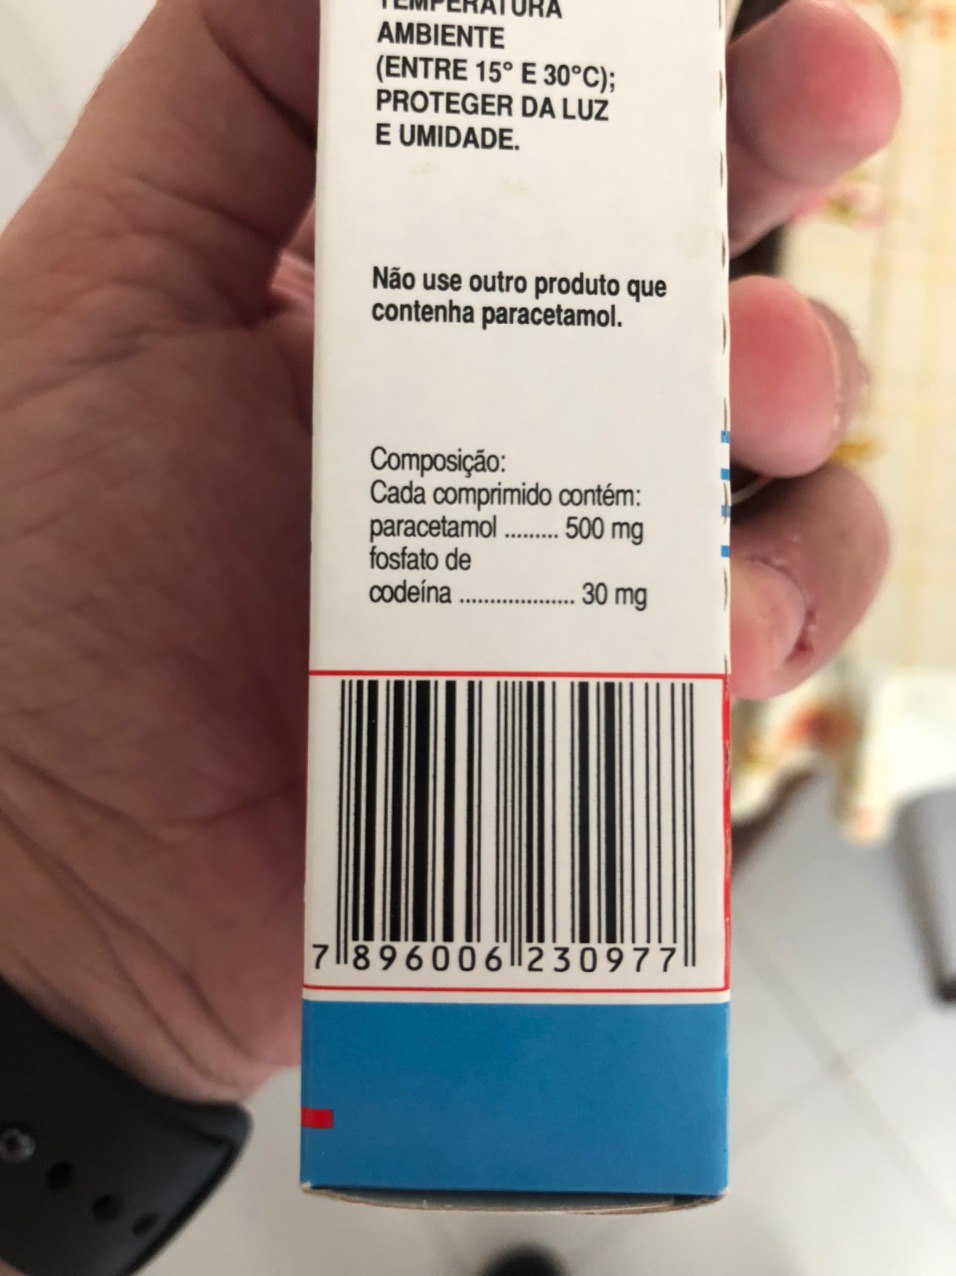 TEMPERATURA
AMBIENTE
(ENTRE 15° E 30°C);
PROTEGER DA LUZ
E UMIDADE.
Não use outro produto que
contenha paracetamol.
Composição:
Cada comprimido contém:
paracetamol ......... 500 mg
fosfato de
codeína ................... 30 mg
7 896006 230977